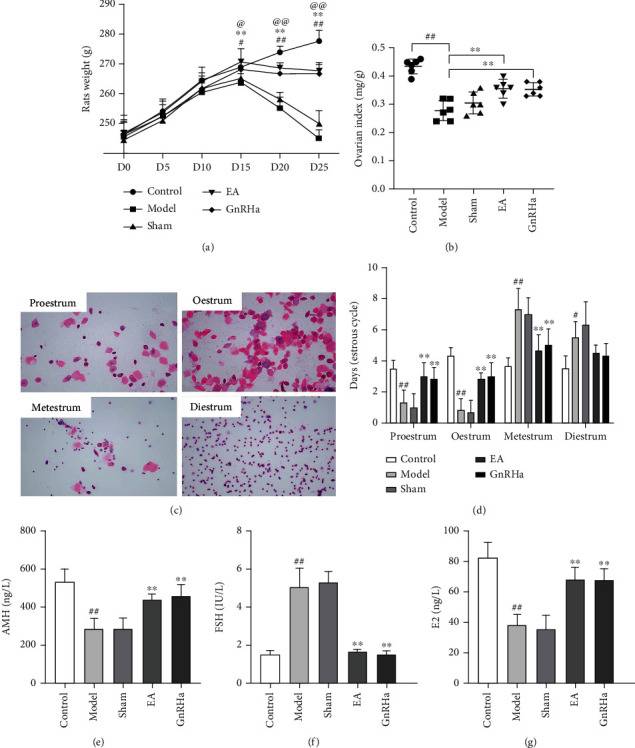 290
280
270
260
250
Rats weight (g)
@
**
#
@@
**
##
@@
**
##
D0 D5 D10 D15 D20 D25
Control
Model
Sham
EA
GnRHa
(a)
0.5
0.4
0.3
0.2
0.1
0.0
Ovarian index (mg/g)
##
**
**
Control
Model
Sham
EA
GnRHa
(b)
Proestrum
Oestrum
Metestrum
Diestrum
(c)
10
8
6
4
2
0
Days (estrous cycle)
##
**
**
##
**
**
##
**
**
#
Proestrum Oestrum Metestrum Diestrum
Control
Model
Sham
EA
GnRHa
(d)
800
600
400
200
0
AMH (ng/L)
##
**
**
Control
Model
Sham
EA
GnRHa
(e)
8
6
4
2
0
FSH (IU/L)
##
**
**
Control
Model
Sham
EA
GnRHa
(f)
100
80
60
40
20
0
E2 (ng/L)
##
**
**
Control
Model
Sham
EA
GnRHa
(g)